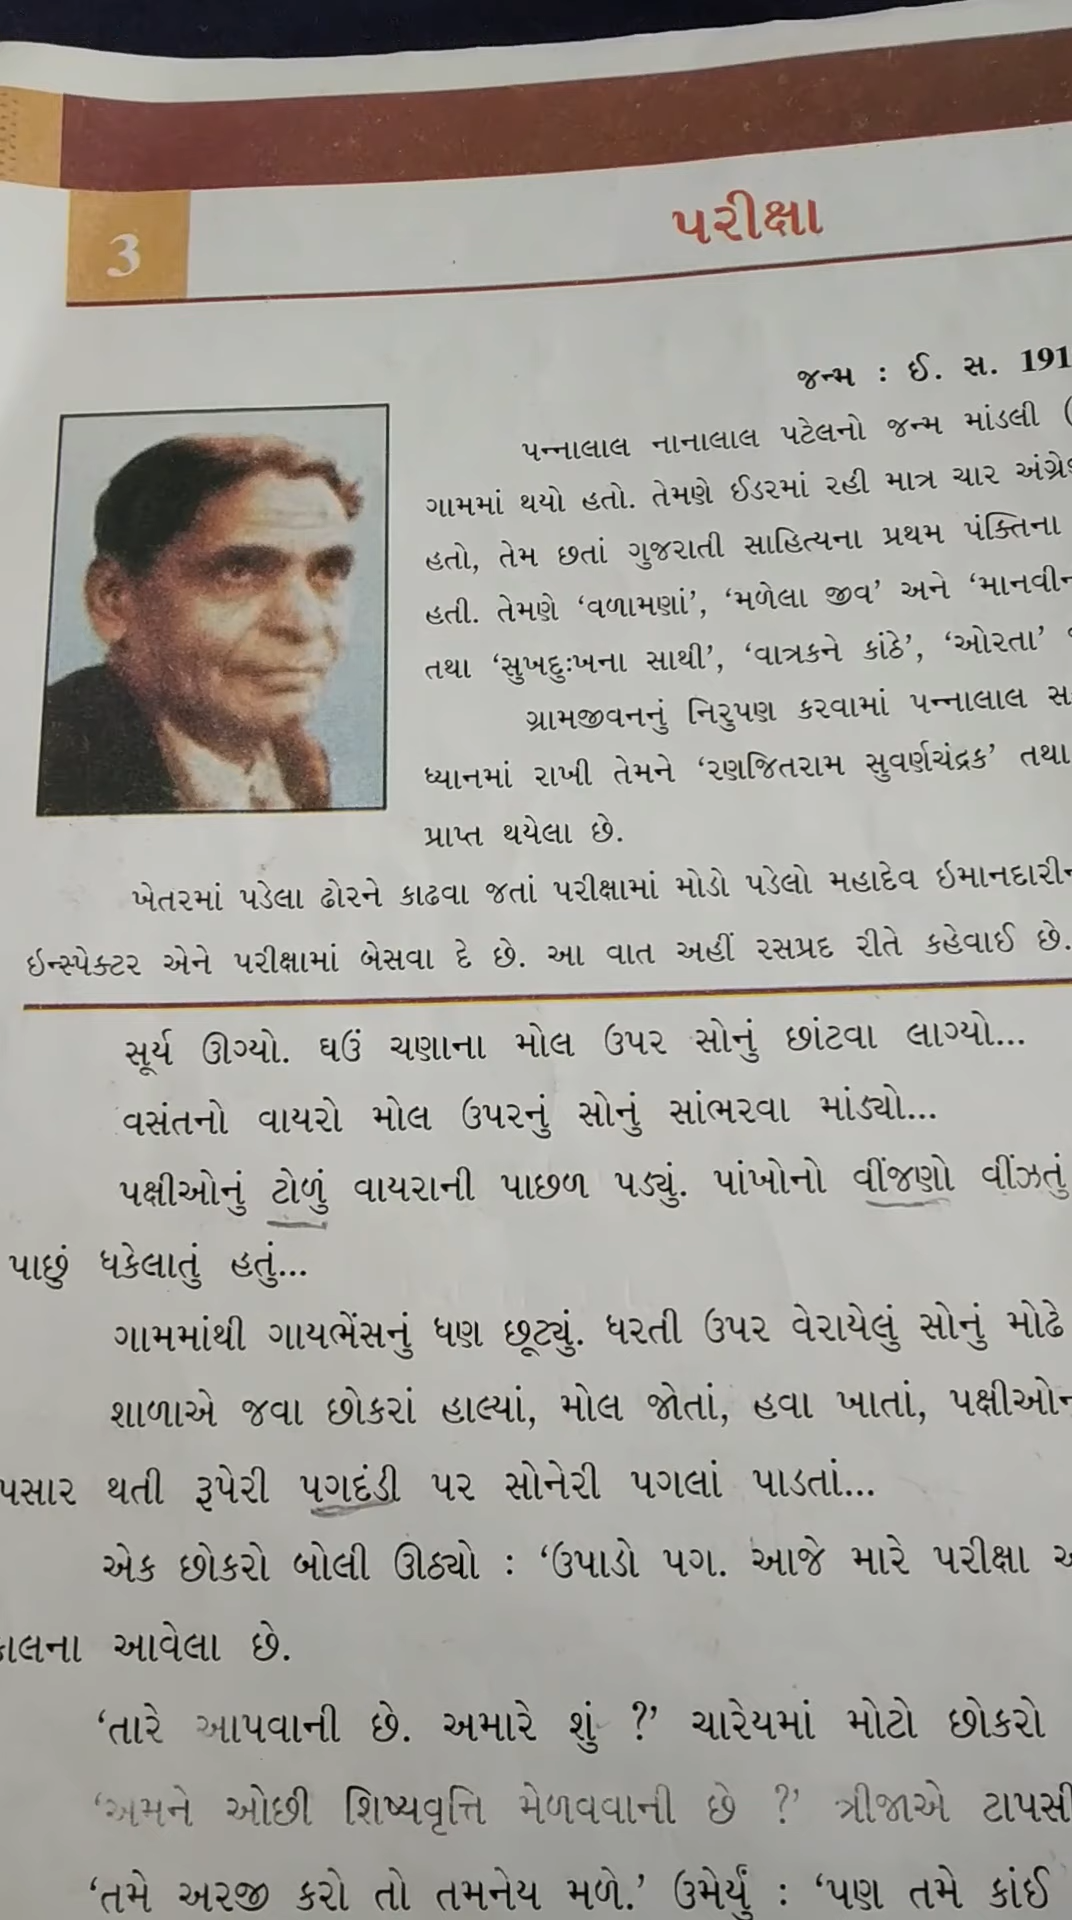 3
પરીક્ષા
જન્મ : ઈ. સ. 191
પન્નાલાલ નાનાલાલ પટેલનો જન્મ માંડલી (
ગામમાં થયો હતો. તેમણે ઈડરમાં રહી માત્ર ચાર
હતો, તેમ છતાં ગુજરાતી સાહિત્યના પ્રથમ પંક્તિના
હતી. તેમણે ‘વળામણાં’, ‘મળેલા જીવ’ અને
તથા ‘સુખદુઃખના સાથી’, ‘વાત્રકને કાંઠે’, ‘ઓરતા’
ગ્રામજીવનનું નિરુપણ કરવામાં પન્નાલાલ
ધ્યાનમાં રાખી તેમને ‘રણજિતરામ સુવર્ણચંદ્રક’ તથા
પ્રાપ્ત થયેલા છે.
ખેતરમાં પડેલા ઢોરને કાઢવા જતાં પરીક્ષામાં મોડો પડેલો મહાદેવ
ઇન્સ્પેક્ટર એને પરીક્ષામાં બેસવા દે છે. આ વાત અહીં રસપ્રદ રીતે કહેવાઈ છે.
સૂર્ય ઊગ્યો. ઘઉં ચણાના મોલ ઉપર સોનું છાંટવા લાગ્યો...
વસંતનો વાયરો મોલ ઉપરનું સોનું સાંભરવા માંડ્યો...
પક્ષીઓનું ટોળું વાયરાની પાછળ પડ્યું. પાંખોનો વીંજણો વીંઝતું
પાછું ધકેલાતું હતું...
ગામમાંથી ગાયભેંસનું ધણ છૂટ્યું. ધરતી ઉપર વેરાયેલું સોનું મોઢે
શાળાએ જવા છોકરાં હાલ્યાં, મોલ જોતાં, હવા ખાતાં,
પસાર થતી રૂપેરી પગદંડી પર સોનેરી પગલાં પાડતાં...
એક છોકરો બોલી ઊઠ્યો : ‘ઉપાડો પગ. આજે મારે પરીક્ષા
આવેલા છે.
‘તારે આપવાની છે. અમારે શું ?’ ચારેયમાં મોટો છોકરો
‘અમને ઓછી શિષ્યવૃત્તિ મેળવવાની છે ?’ ત્રીજાએ ટાપસી
‘તમે અરજી કરો તો તમનેય મળે.’ ઉમેર્યું : ‘પણ તમે કાંઈ